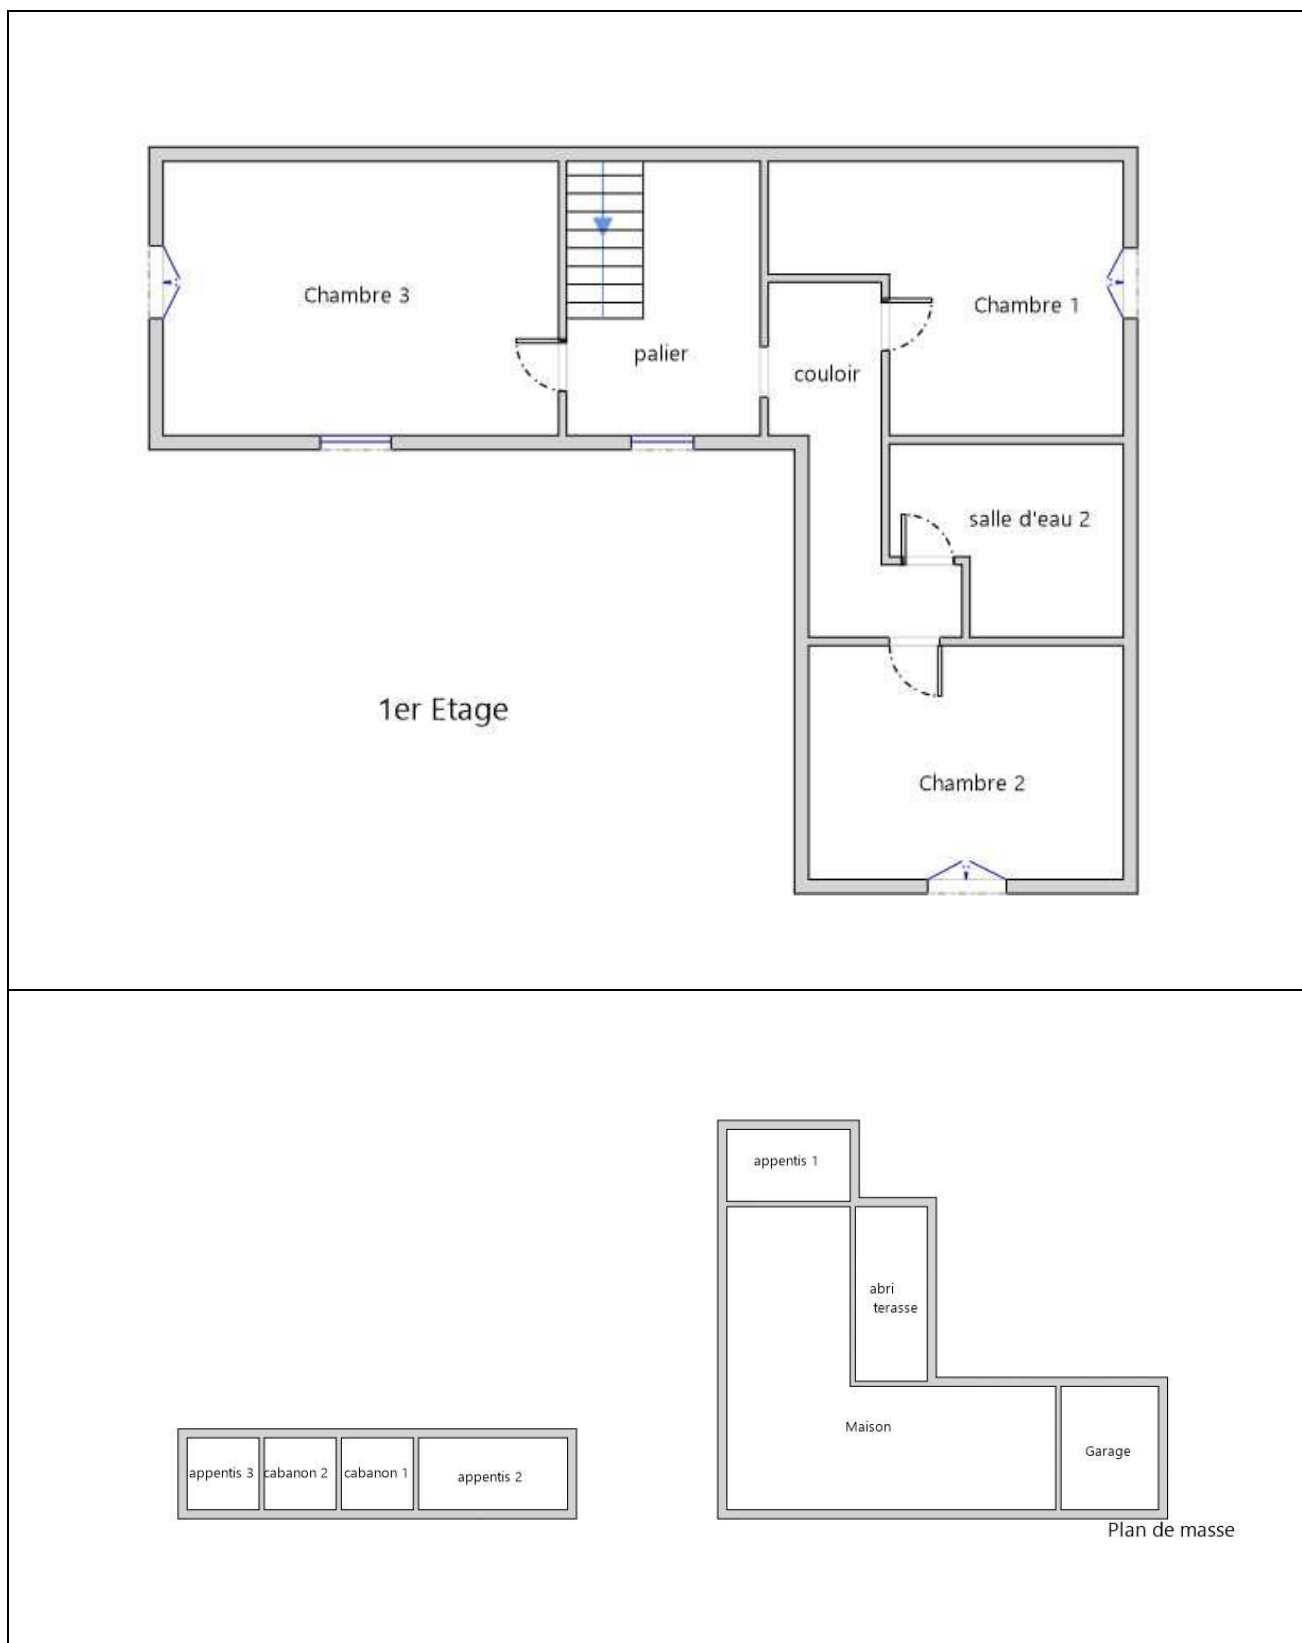 Chambre 3
Chambre 1
palier
couloir
salle d'eau 2
1er Etage
Chambre 2
appentis 1
abri
terasse
Maison
Garage
appentis 3
cabanon 2
cabanon 1
appentis 2
Plan de masse